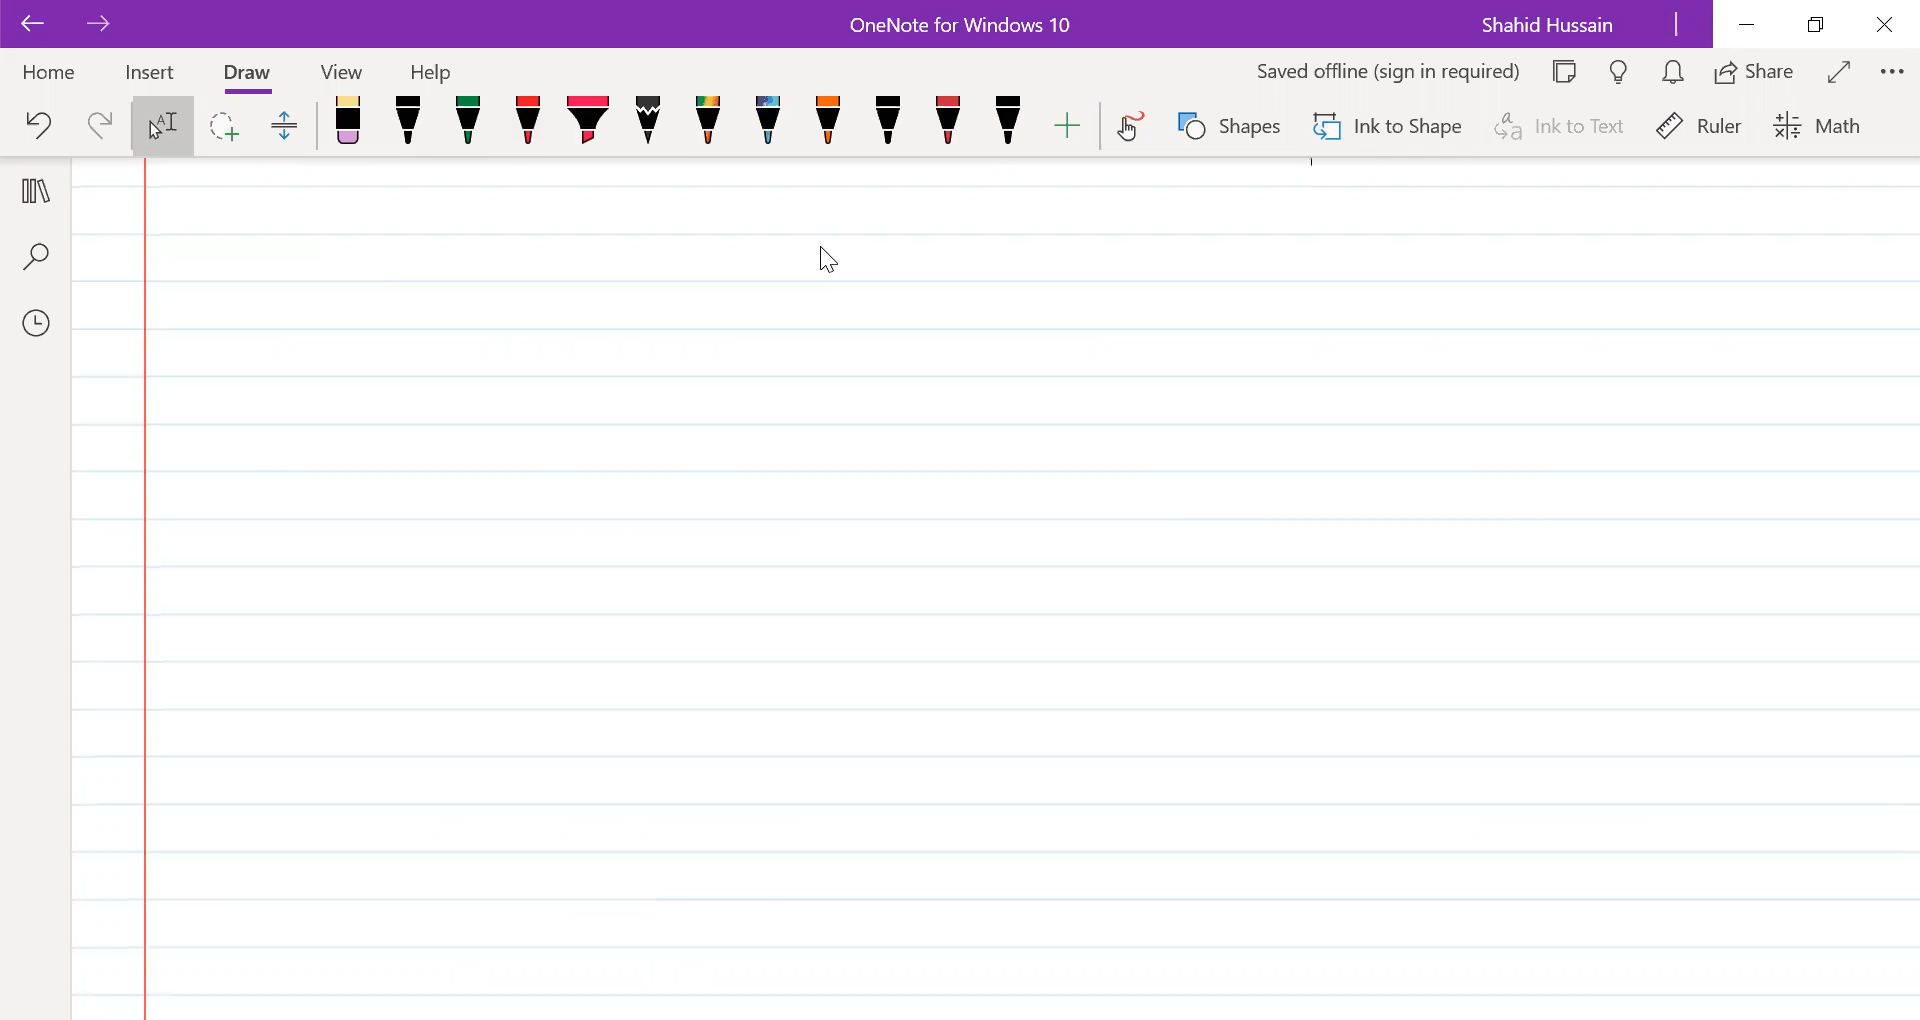 OneNote for Windows 10
Shahid Hussain
Home Insert Draw View Help
Saved offline (sign in required)
Share
Shapes
Ink to Shape
Ink to Text
Ruler
Math